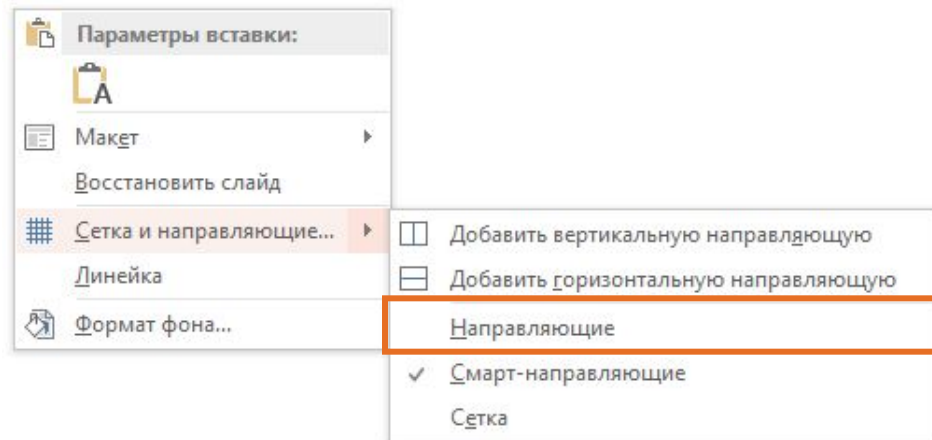 Параметры вставки:
A
Макет
Восстановить слайд
Сетка и направляющие...
Линейка
Формат фона...
Добавить вертикальную направляющую
Добавить горизонтальную направляющую
Направляющие
Смарт-направляющие
Сетка